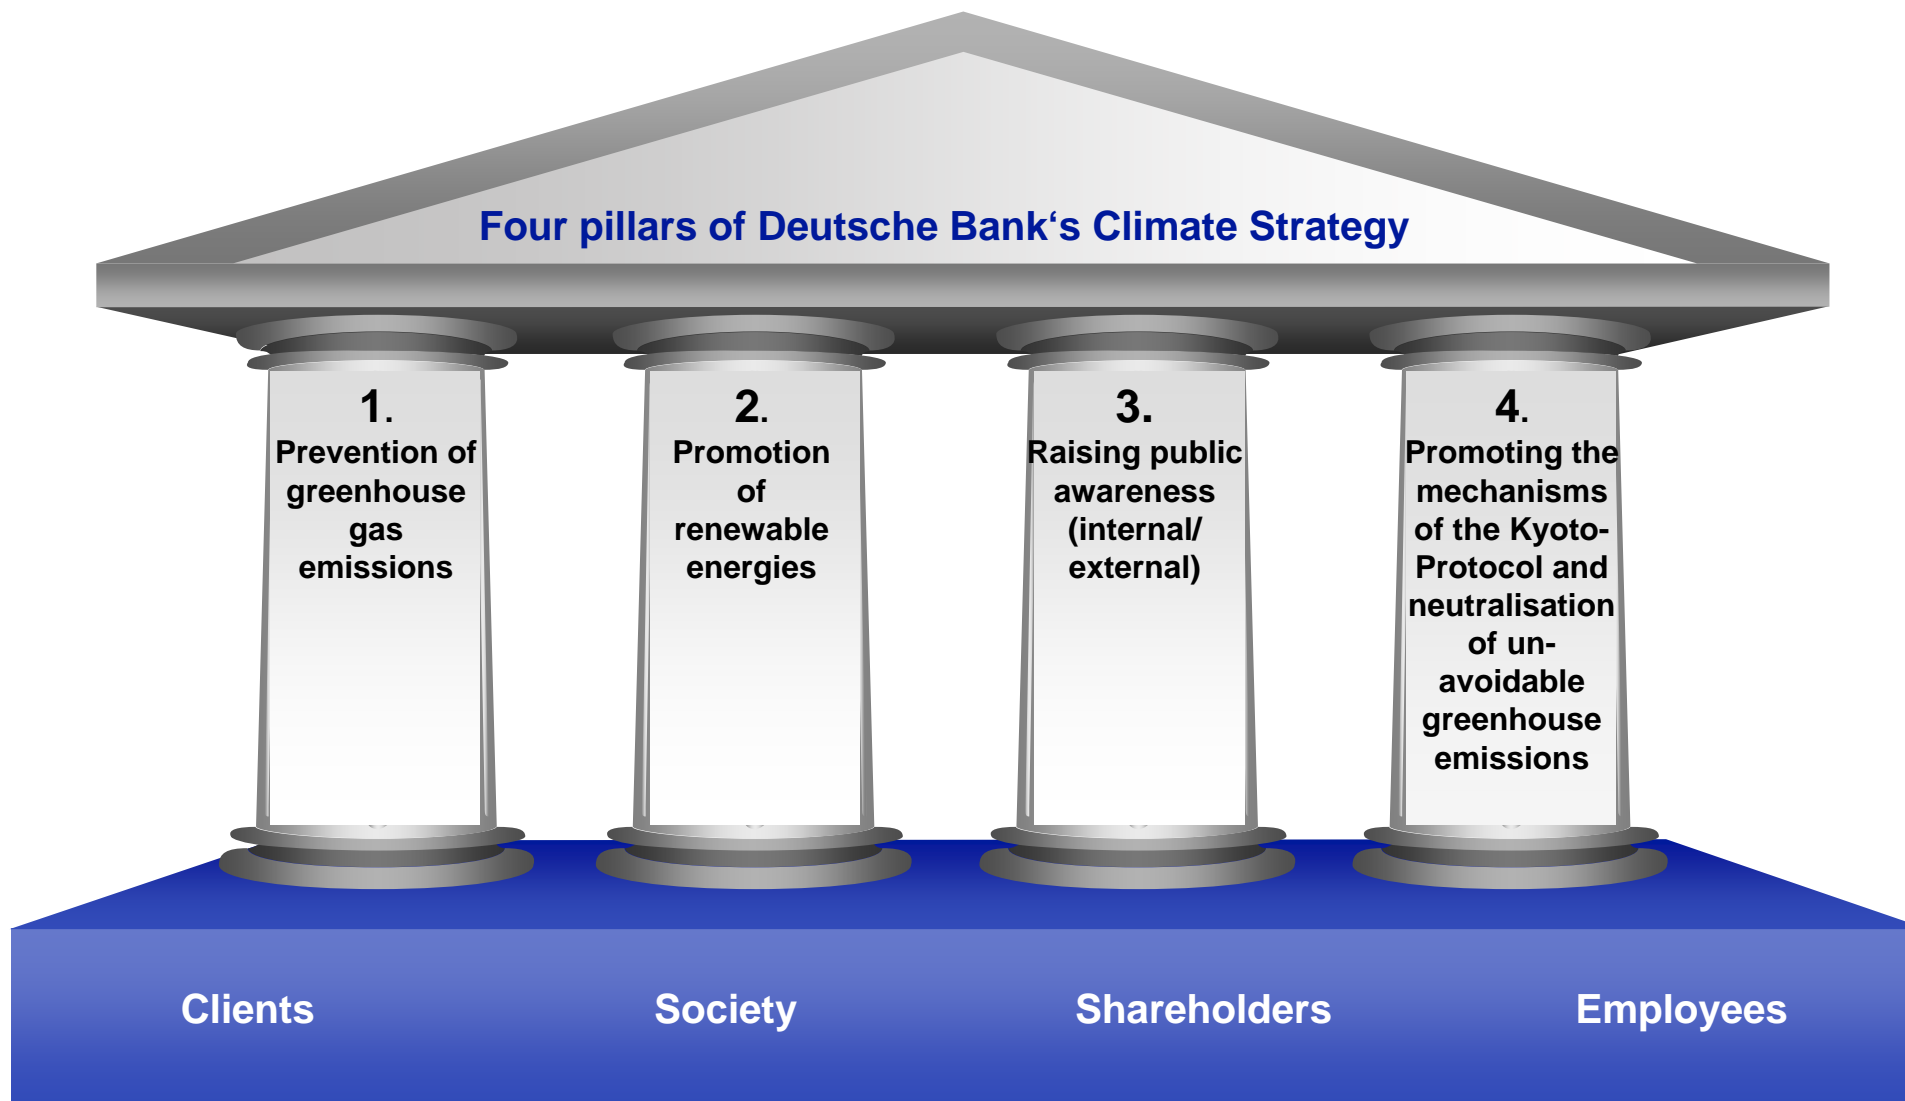 Four pillars of Deutsche Bank‘s Climate Strategy
1.
Prevention of
greenhouse
gas
emissions
2.
Promotion
of
renewable
energies
3.
Raising public
awareness
(internal/
external)
4.
Promoting the
mechanisms
of the Kyoto-
Protocol and
neutralisation
of un-
avoidable
greenhouse
emissions
Clients
Society
Shareholders
Employees